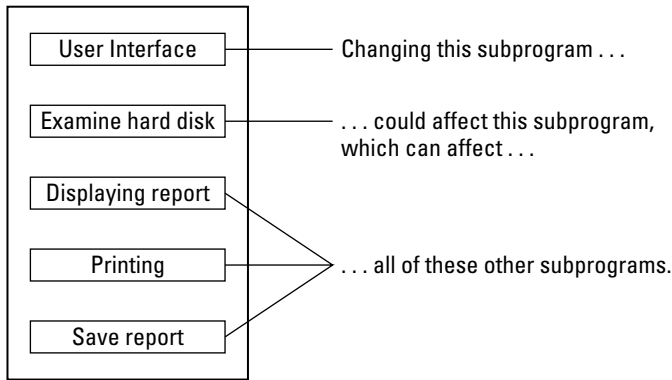 User Interface
Changing this subprogram . . .
Examine hard disk
. . . could affect this subprogram,
which can affect . . .
Displaying report
Printing
. . . all of these other subprograms.
Save report